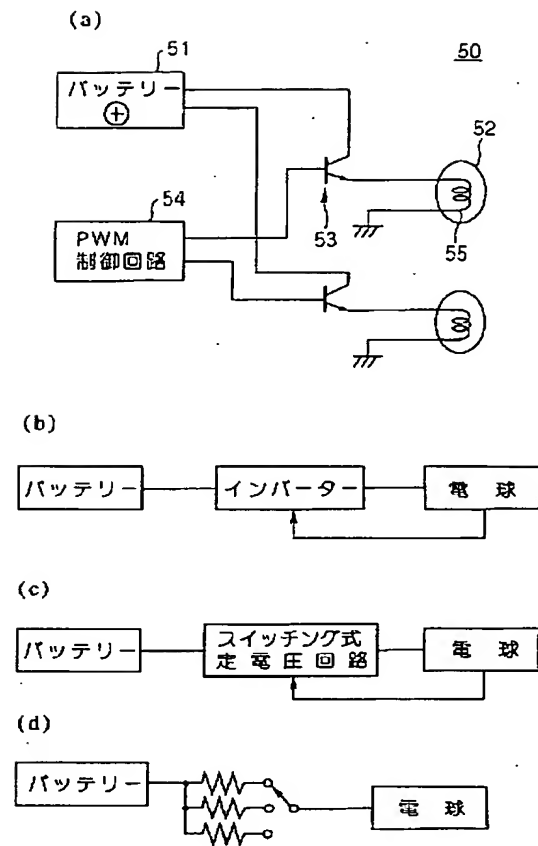 (a)
50
51
バッテリー
⊕
52
53
55
54
PWM
制御回路
(b)
バッテリー
インバーター
電球
(c)
バッテリー
スイッチング式
定電圧回路
電球
(d)
バッテリー
電球